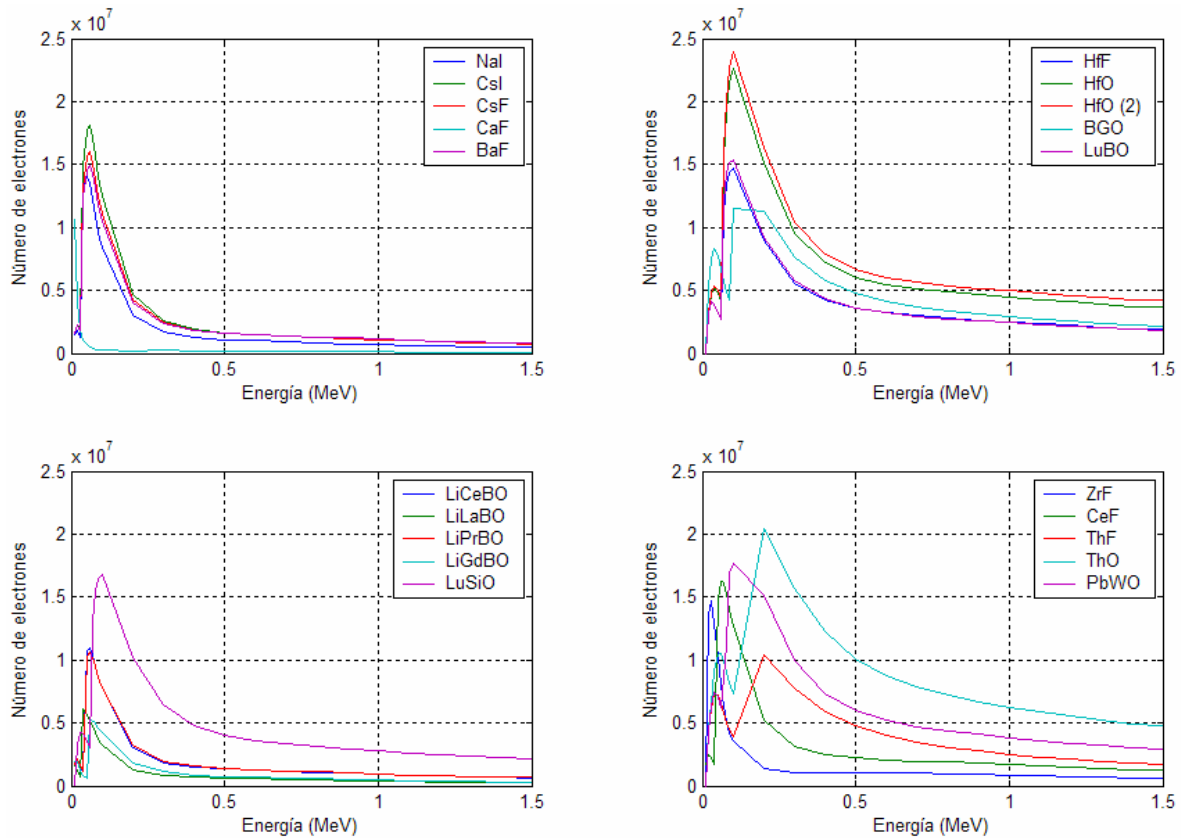 x 10^7
2.5
2
1.5
1
0.5
0
Número de electrones
NaI
CsI
CsF
CaF
BaF
0 0.5 1 1.5
Energía (MeV)
x 10^7
2.5
2
1.5
1
0.5
0
Número de electrones
HfF
HfO
HfO (2)
BGO
LuBO
0 0.5 1 1.5
Energía (MeV)
x 10^7
2.5
2
1.5
1
0.5
0
Número de electrones
LiCeBO
LiLaBO
LiPrBO
LiGdBO
LuSiO
0 0.5 1 1.5
Energía (MeV)
x 10^7
2.5
2
1.5
1
0.5
0
Número de electrones
ZrF
CeF
ThF
ThO
PbWO
0 0.5 1 1.5
Energía (MeV)